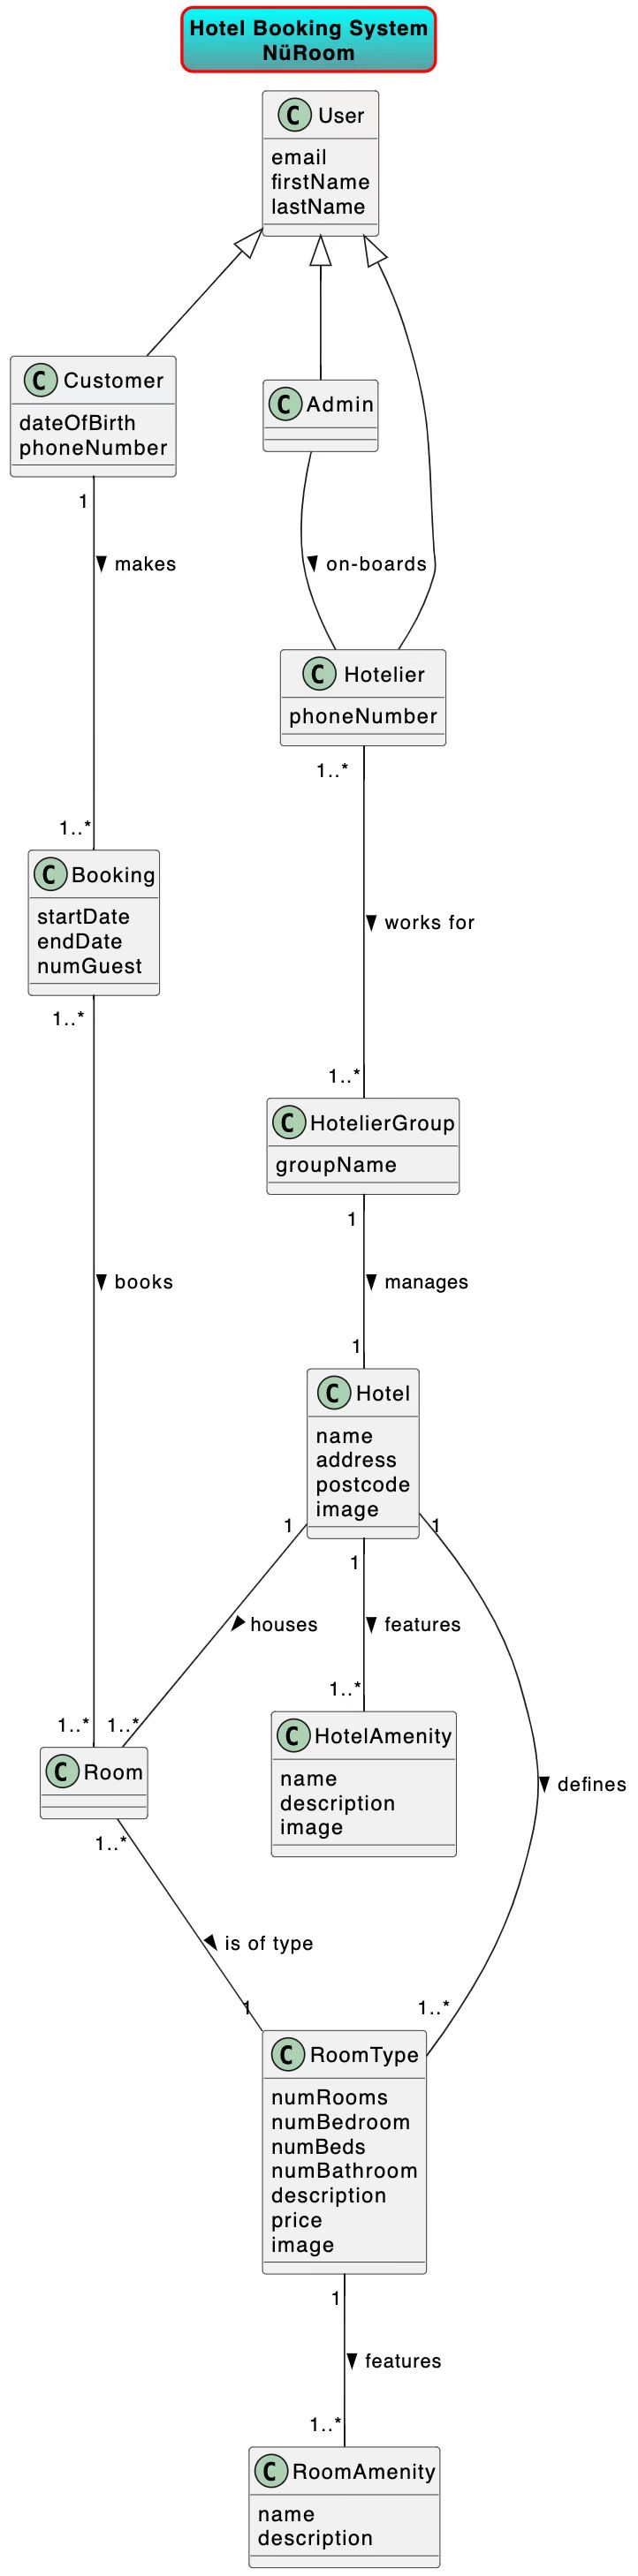 Hotel Booking System
NüRoom
C User
email
firstName
lastName
C Customer
dateOfBirth
phoneNumber
C Admin
1
makes
on-boards
C Hotelier
phoneNumber
1..*
1..*
C Booking
startDate
endDate
numGuest
works for
1..*
1..*
C HotelierGroup
groupName
1
books
manages
1
C Hotel
name
address
postcode
image
1
1
1
houses
features
1..*
1..*
1..*
C HotelAmenity
name
description
image
C Room
defines
1..*
is of type
1
1..*
C RoomType
numRooms
numBedroom
numBeds
numBathroom
description
price
image
1
features
1..*
C RoomAmenity
name
description